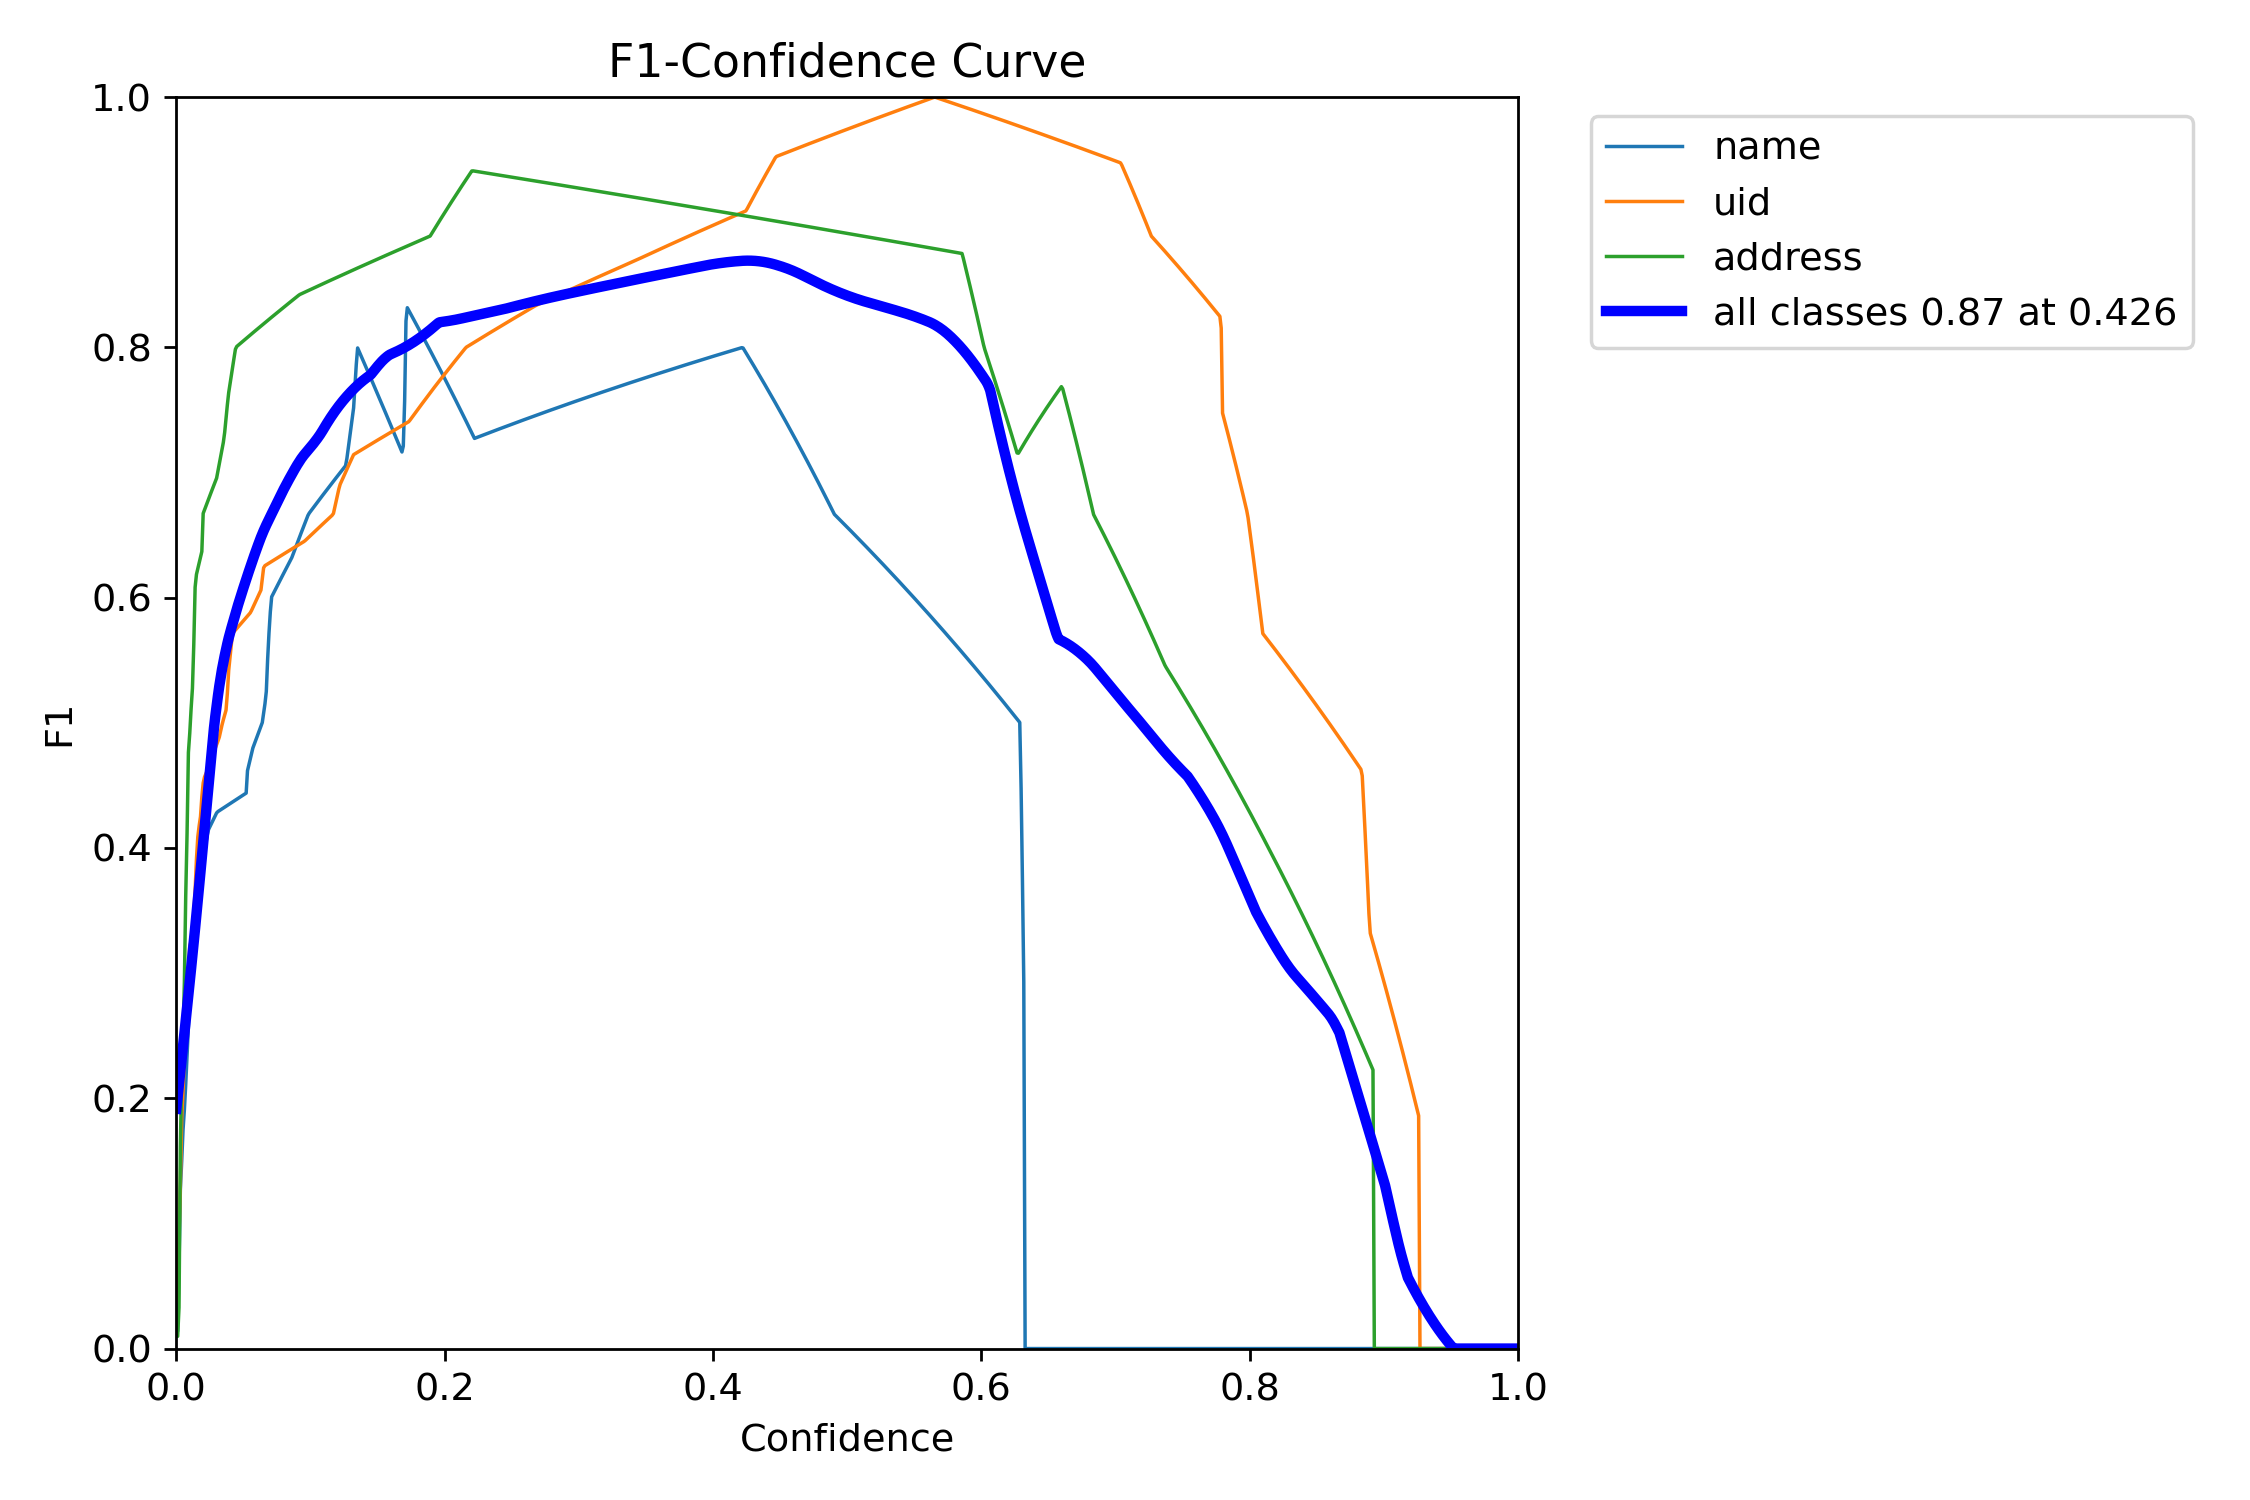 F1-Confidence Curve
1.0
0.8
0.6
0.4
0.2
0.0
F1
0.0 0.2 0.4 0.6 0.8 1.0
Confidence
name
uid
address
all classes 0.87 at 0.426